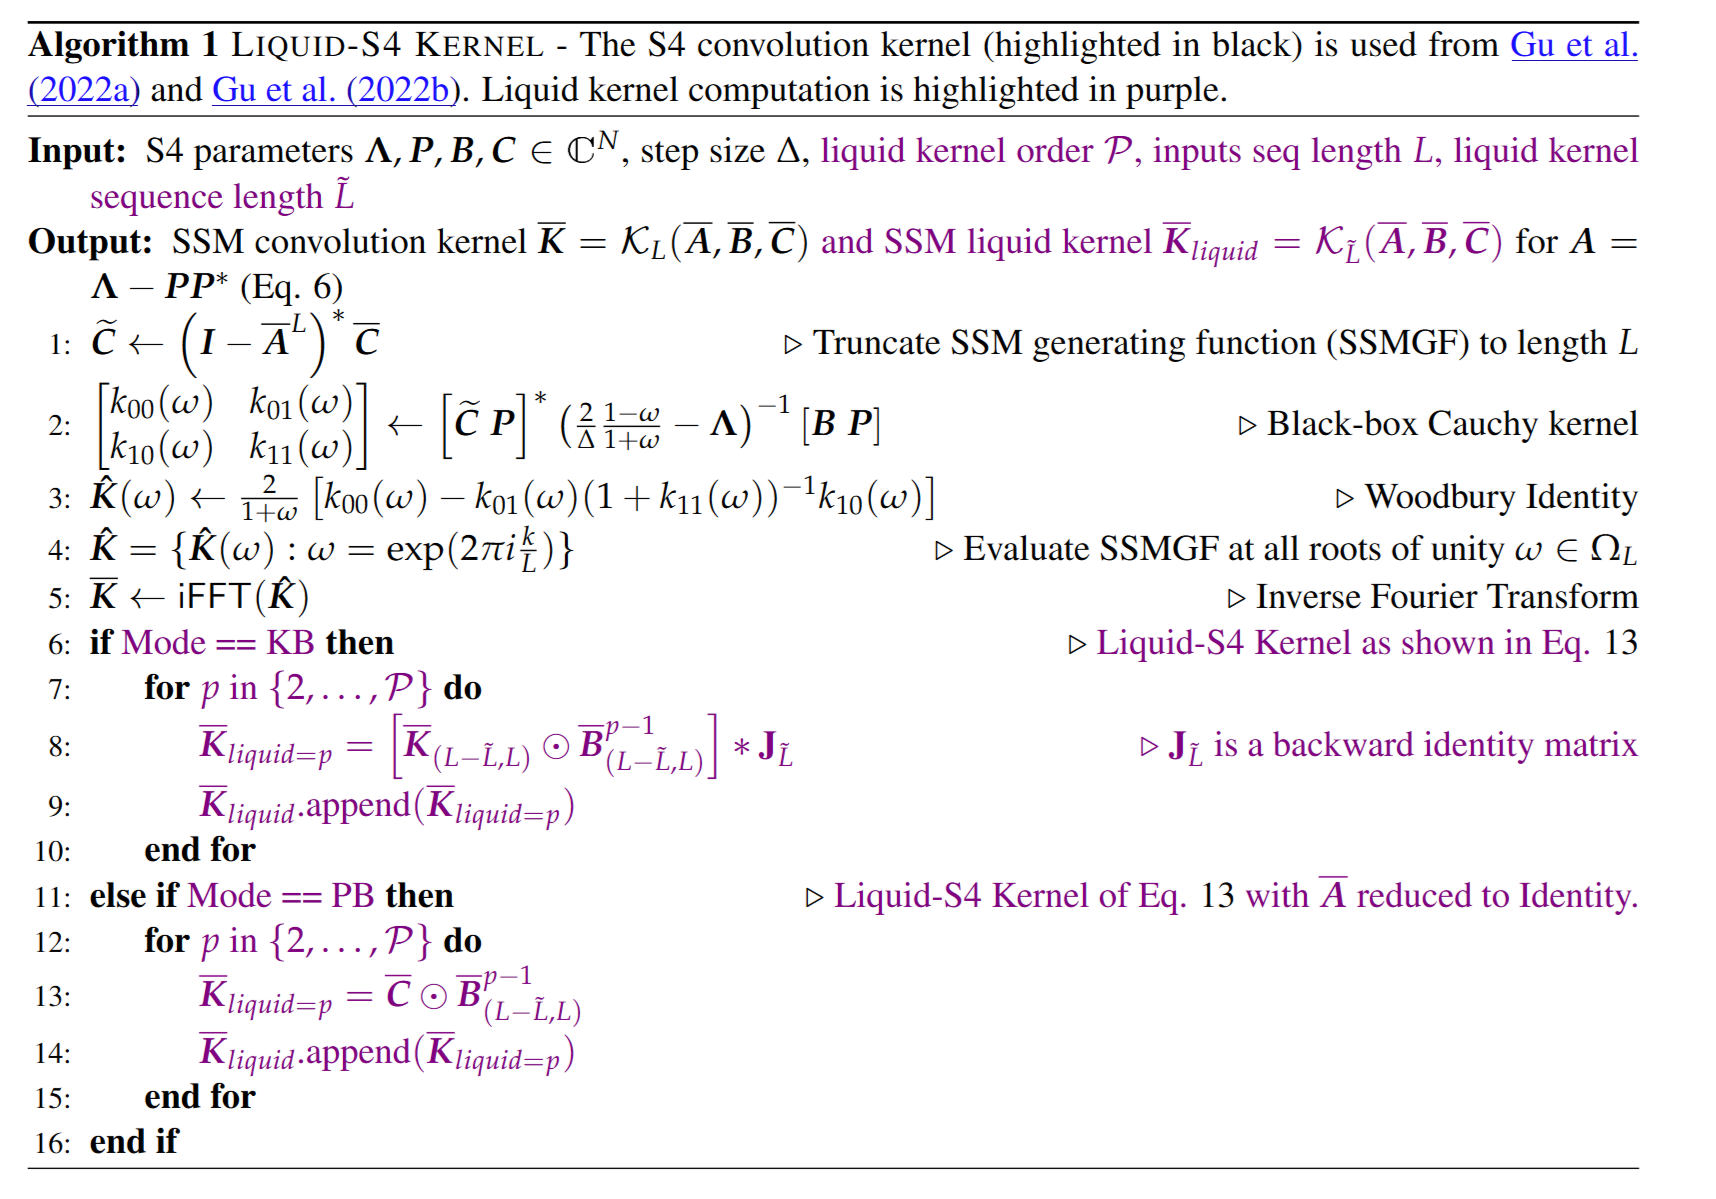 Algorithm 1 LIQUID-S4 KERNEL - The S4 convolution kernel (highlighted in black) is used from Gu et al.
(2022a) and Gu et al. (2022b). Liquid kernel computation is highlighted in purple.
Input: S4 parameters Λ, P, B, C ∈ ℂ^N, step size Δ, liquid kernel order 𝒫, inputs seq length L, liquid kernel
sequence length L̃
Output: SSM convolution kernel K̅ = 𝒦_L(A̅, B̅, C̅) and SSM liquid kernel K̅_liquid = 𝒦_L̃(A̅, B̅, C̅) for A =
Λ − PP* (Eq. 6)
1: C̃ ← (I − A̅^L)* C̅ ▷ Truncate SSM generating function (SSMGF) to length L
2: [k₀₀(ω) k₀₁(ω); k₁₀(ω) k₁₁(ω)] ← [C̃ P]* (2/Δ (1−ω)/(1+ω) − Λ)^−1 [B P] ▷ Black-box Cauchy kernel
3: K̂(ω) ← 2/(1+ω) [k₀₀(ω) − k₀₁(ω)(1 + k₁₁(ω))^−1 k₁₀(ω)] ▷ Woodbury Identity
4: K̂ = {K̂(ω) : ω = exp(2πi k/L)} ▷ Evaluate SSMGF at all roots of unity ω ∈ Ω_L
5: K̅ ← iFFT(K̂) ▷ Inverse Fourier Transform
6: if Mode == KB then ▷ Liquid-S4 Kernel as shown in Eq. 13
7: for p in {2, . . . , 𝒫} do
8: K̅_liquid=p = [K̅_(L−L̃,L) ⊙ B̅^p−1_(L−L̃,L)] * J_L̃ ▷ J_L̃ is a backward identity matrix
9: K̅_liquid.append(K̅_liquid=p)
10: end for
11: else if Mode == PB then ▷ Liquid-S4 Kernel of Eq. 13 with A̅ reduced to Identity.
12: for p in {2, . . . , 𝒫} do
13: K̅_liquid=p = C̅ ⊙ B̅^p−1_(L−L̃,L)
14: K̅_liquid.append(K̅_liquid=p)
15: end for
16: end if